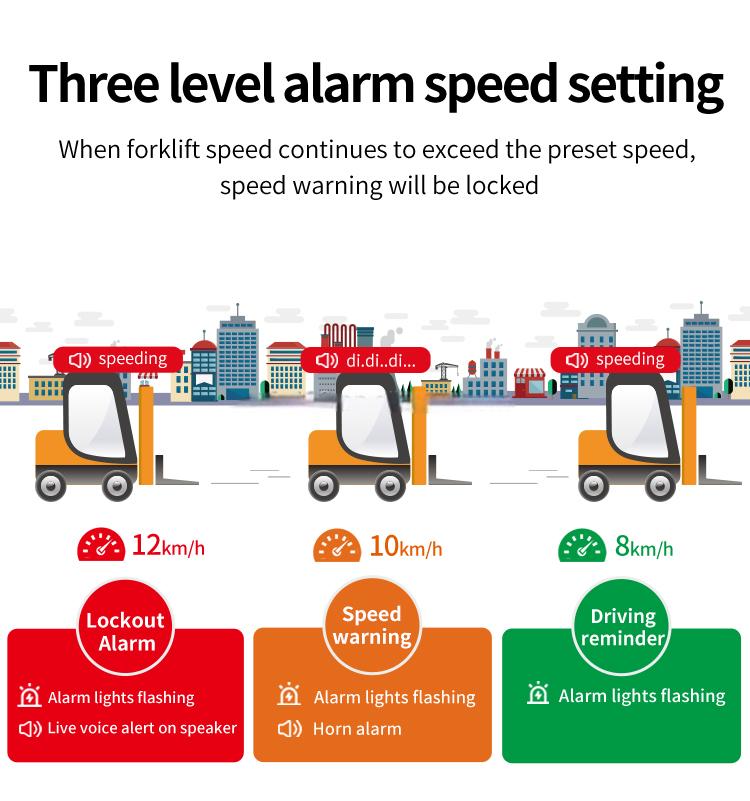 Three level alarm speed setting
When forklift speed continues to exceed the preset speed,
speed warning will be locked
speeding
di.di..di...
speeding
12km/h
10km/h
8km/h
Lockout
Alarm
Alarm lights flashing
Live voice alert on speaker
Speed
warning
Alarm lights flashing
Horn alarm
Driving
reminder
Alarm lights flashing